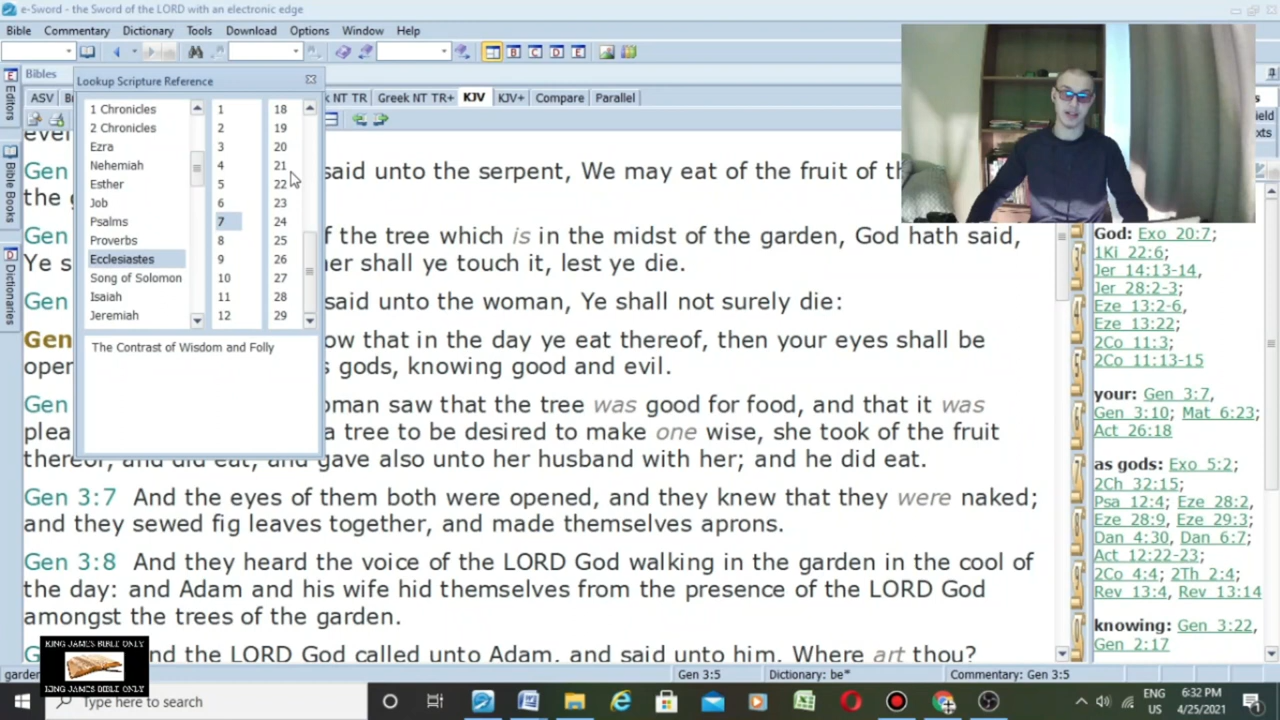 e-Sword - the Sword of the LORD with an electronic edge
Bible Commentary Dictionary Tools Download Options Window Help
Bibles
Lookup Scripture Reference
ASV
NT TR Greek NT TR+ KJV KJV+ Compare Parallel
Editors
Bible Books
Dictionaries
1 Chronicles 1 18
2 Chronicles 2 19
Ezra 3 20
Nehemiah 4 21
Esther 5 22
Job 6 23
Psalms 7 24
Proverbs 8 25
Ecclesiastes 9 26
Song of Solomon 10 27
Isaiah 11 28
Jeremiah 12 29
The Contrast of Wisdom and Folly
Gen said unto the serpent, We may eat of the fruit of
the
Gen f the tree which is in the midst of the garden, God hath said,
Ye s her shall ye touch it, lest ye die.
Gen said unto the woman, Ye shall not surely die:
Gen ow that in the day ye eat thereof, then your eyes shall be
open gods, knowing good and evil.
Gen oman saw that the tree was good for food, and that it was
plea a tree to be desired to make one wise, she took of the fruit
thereof, and did eat, and gave also unto her husband with her; and he did eat.
Gen 3:7 And the eyes of them both were opened, and they knew that they were naked;
and they sewed fig leaves together, and made themselves aprons.
Gen 3:8 And they heard the voice of the LORD God walking in the garden in the cool of
the day: and Adam and his wife hid themselves from the presence of the LORD God
amongst the trees of the garden.
nd the LORD God called unto Adam, and said unto him, Where art thou?
God: Exo 20:7;
1Ki 22:6;
Jer 14:13-14,
Jer 28:2-3;
Eze 13:2-6,
Eze 13:22;
2Co 11:3;
2Co 11:13-15
your: Gen 3:7,
Gen 3:10; Mat 6:23;
Act 26:18
as gods: Exo 5:2;
2Ch 32:15;
Psa 12:4; Eze 28:2,
Eze 28:9, Eze 29:3;
Dan 4:30, Dan 6:7;
Act 12:22-23;
2Co 4:4; 2Th 2:4;
Rev 13:4, Rev 13:14
knowing: Gen 3:22,
Gen 2:17
KING JAMES BIBLE ONLY
KING JAMES BIBLE ONLY
garde Gen 3:5 Dictionary: be* Commentary: Gen 3:5
Type here to search
ENG 6:32 PM
US 4/25/2021